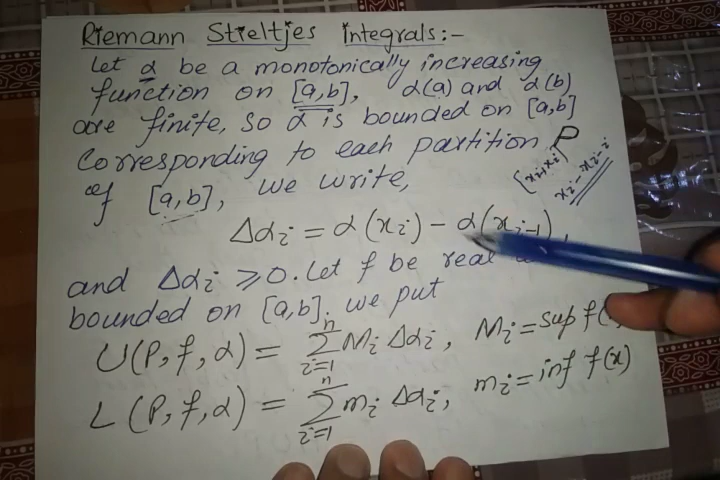 Riemann Stieltjes Integrals:-
Let α be a monotonically increasing
function on [a,b], α(a) and α(b)
are finite, so α is bounded on [a,b]
Corresponding to each partition P
of [a,b], we write,
[xi-1, xi]
xi - xi-1
Δαi = α(xi) - α(xi-1),
and Δαi ≥ 0. Let f be real
bounded on [a,b]. we put
U(P, f, α) = Σ(i=1 to n) Mi Δαi, Mi = sup f(
L(P, f, α) = Σ(i=1 to n) mi Δαi, mi = inf f(x)